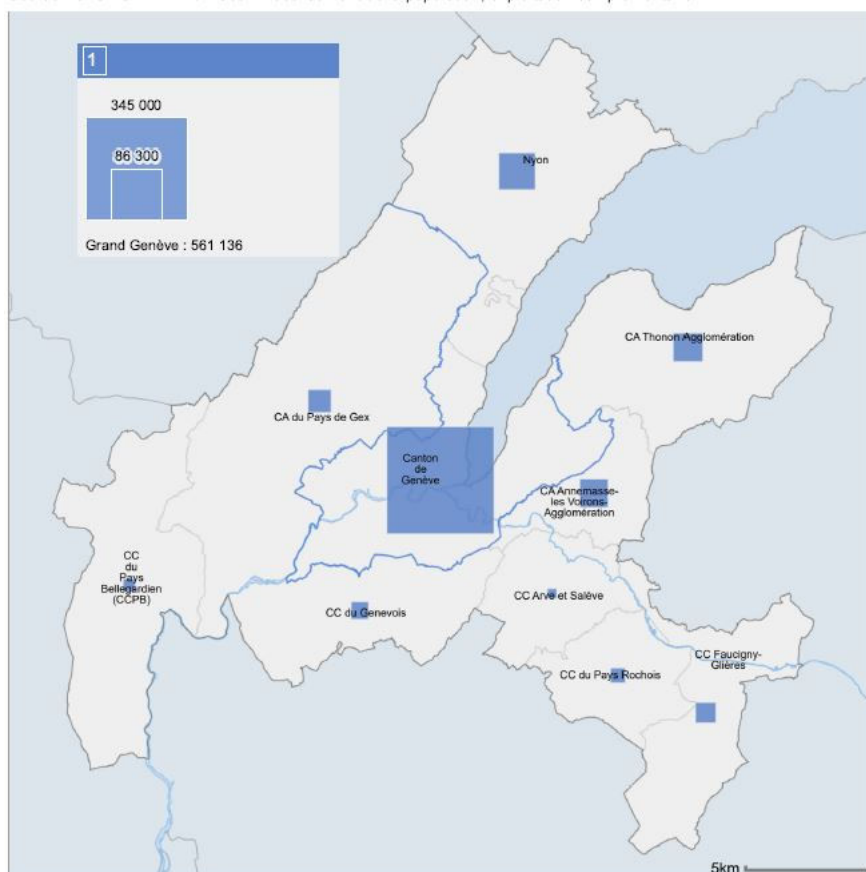 1
345 000
86 300
Grand Genève : 561 136
Nyon
CA Thonon Agglomération
CA du Pays de Gex
Canton
de
Genève
CA Annemasse-
les Voirons-
Agglomération
CC
du
Pays
Bellegardien
(CCPB)
CC du Genevois
CC Arve et Salève
CC Faucigny-
Glières
CC du Pays Rochois
5km